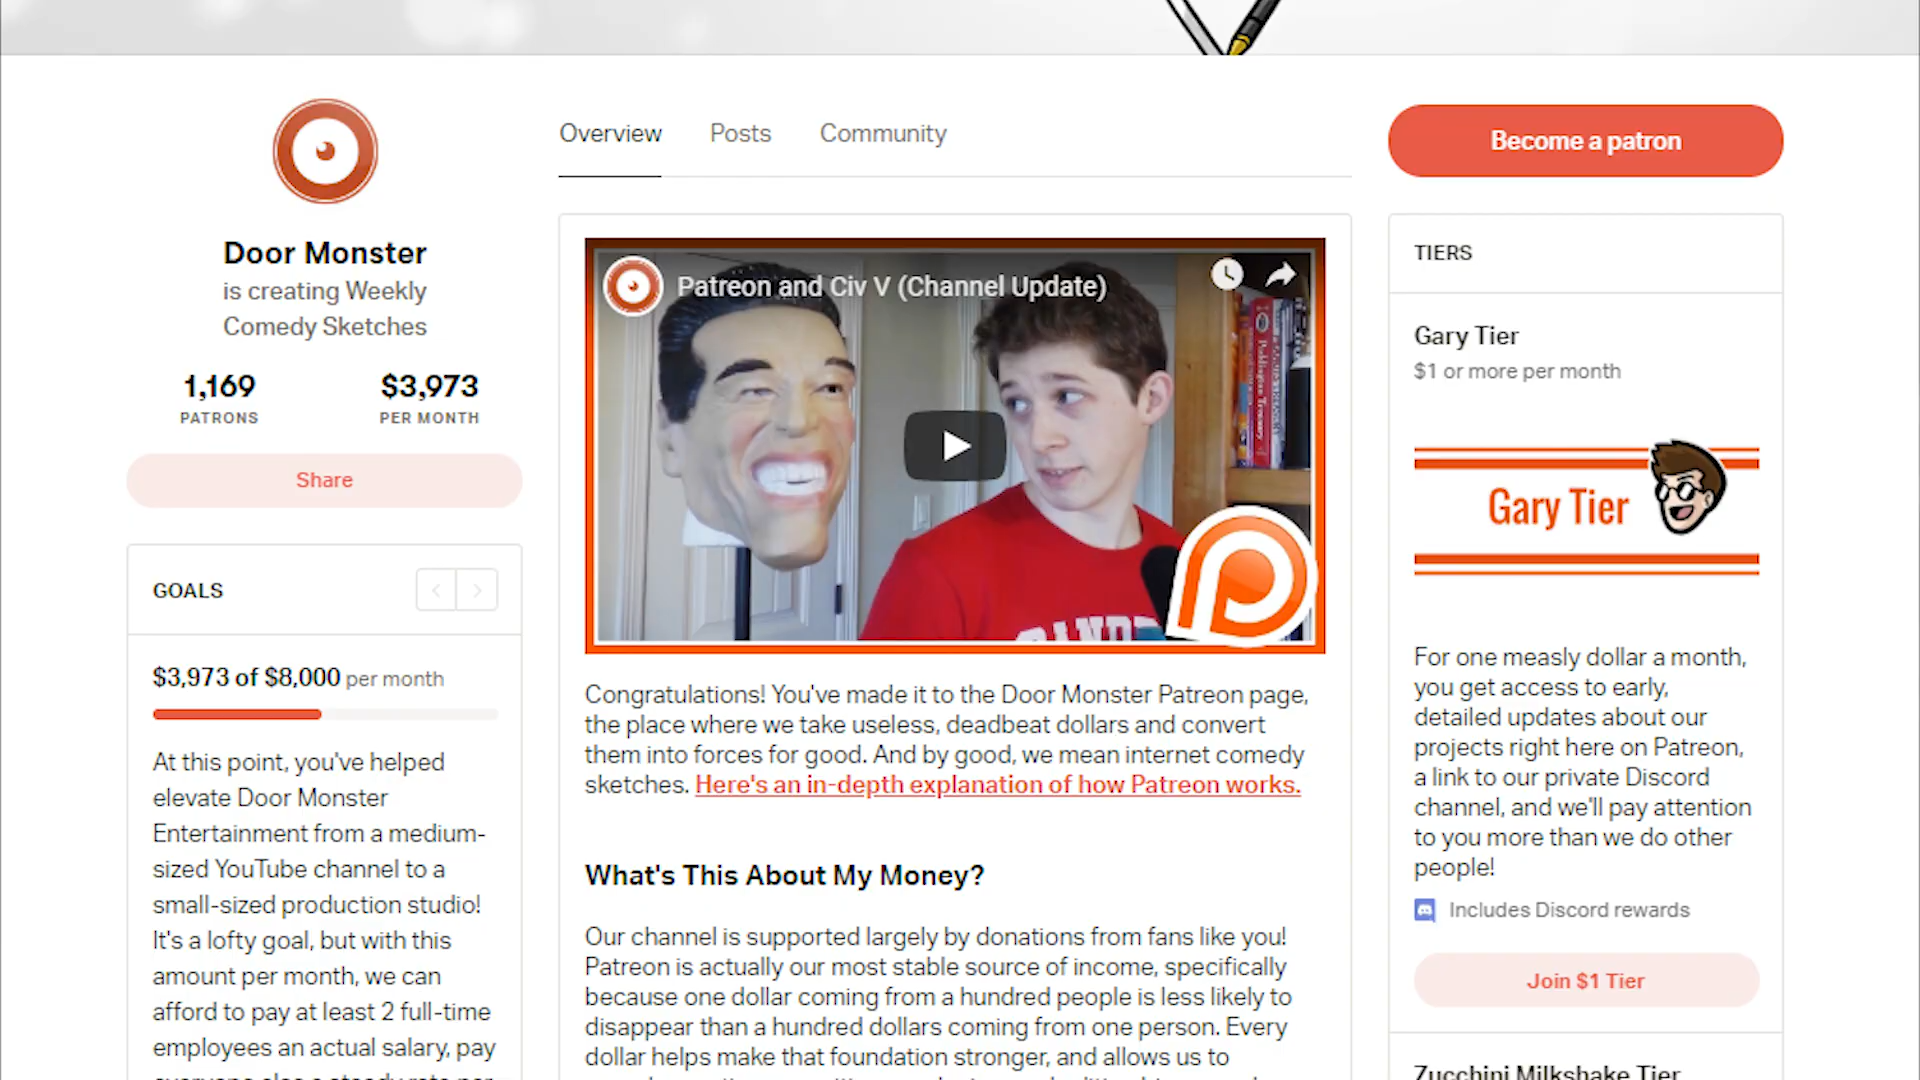 Door Monster
is creating Weekly
Comedy Sketches
1,169
PATRONS
$3,973
PER MONTH
Share
GOALS
$3,973 of $8,000 per month
At this point, you've helped
elevate Door Monster
Entertainment from a medium-
sized YouTube channel to a
small-sized production studio!
It's a lofty goal, but with this
amount per month, we can
afford to pay at least 2 full-time
employees an actual salary, pay
Overview
Posts
Community
Patreon and Civ V (Channel Update)
Congratulations! You've made it to the Door Monster Patreon page,
the place where we take useless, deadbeat dollars and convert
them into forces for good. And by good, we mean internet comedy
sketches. Here's an in-depth explanation of how Patreon works.
What's This About My Money?
Our channel is supported largely by donations from fans like you!
Patreon is actually our most stable source of income, specifically
because one dollar coming from a hundred people is less likely to
disappear than a hundred dollars coming from one person. Every
dollar helps make that foundation stronger, and allows us to
Become a patron
TIERS
Gary Tier
$1 or more per month
Gary Tier
For one measly dollar a month,
you get access to early,
detailed updates about our
projects right here on Patreon,
a link to our private Discord
channel, and we'll pay attention
to you more than we do other
people!
Includes Discord rewards
Join $1 Tier
Zucchini Milkshake Tier